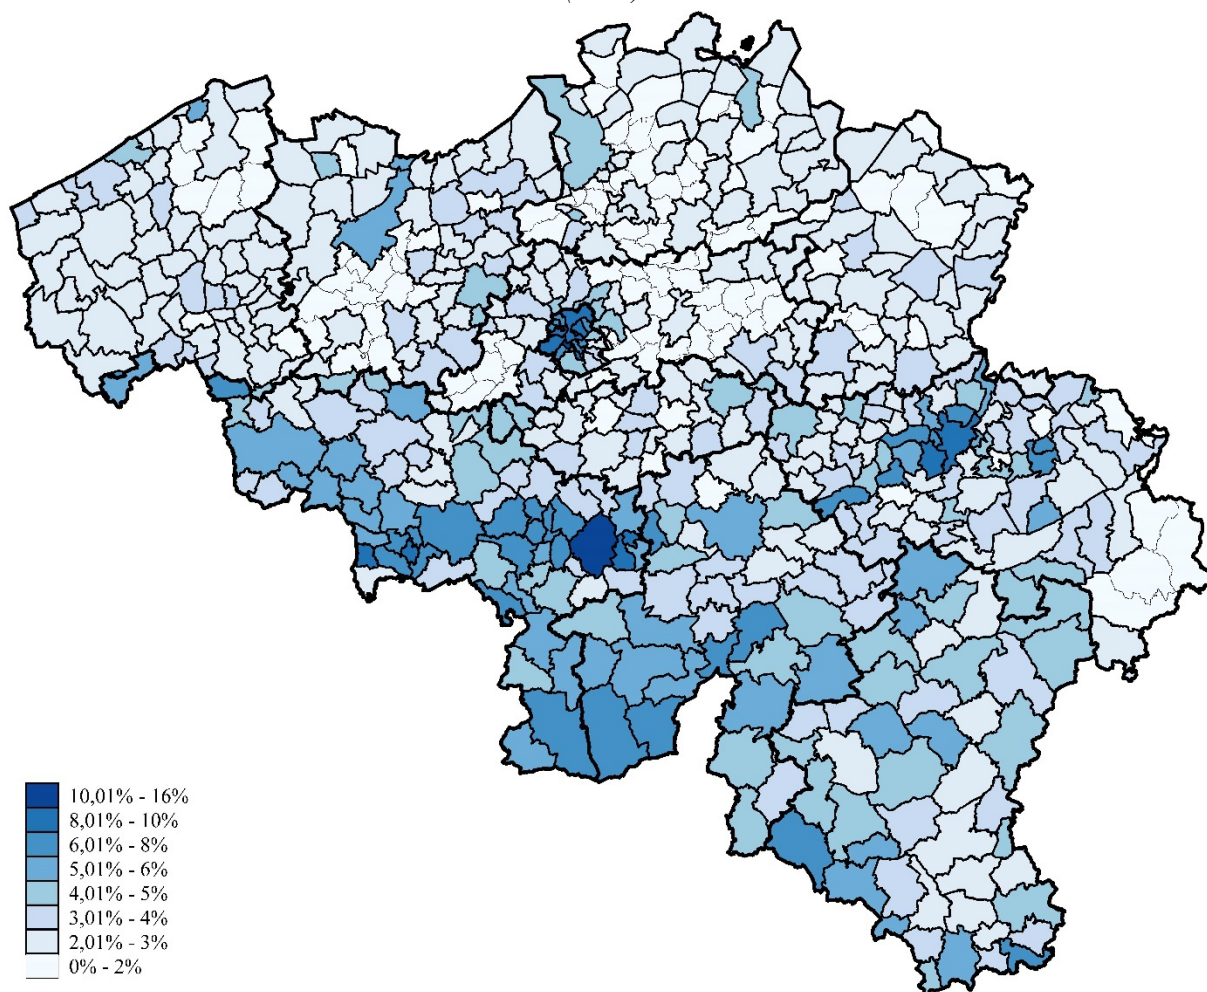 10,01% - 16%
8,01% - 10%
6,01% - 8%
5,01% - 6%
4,01% - 5%
3,01% - 4%
2,01% - 3%
0% - 2%